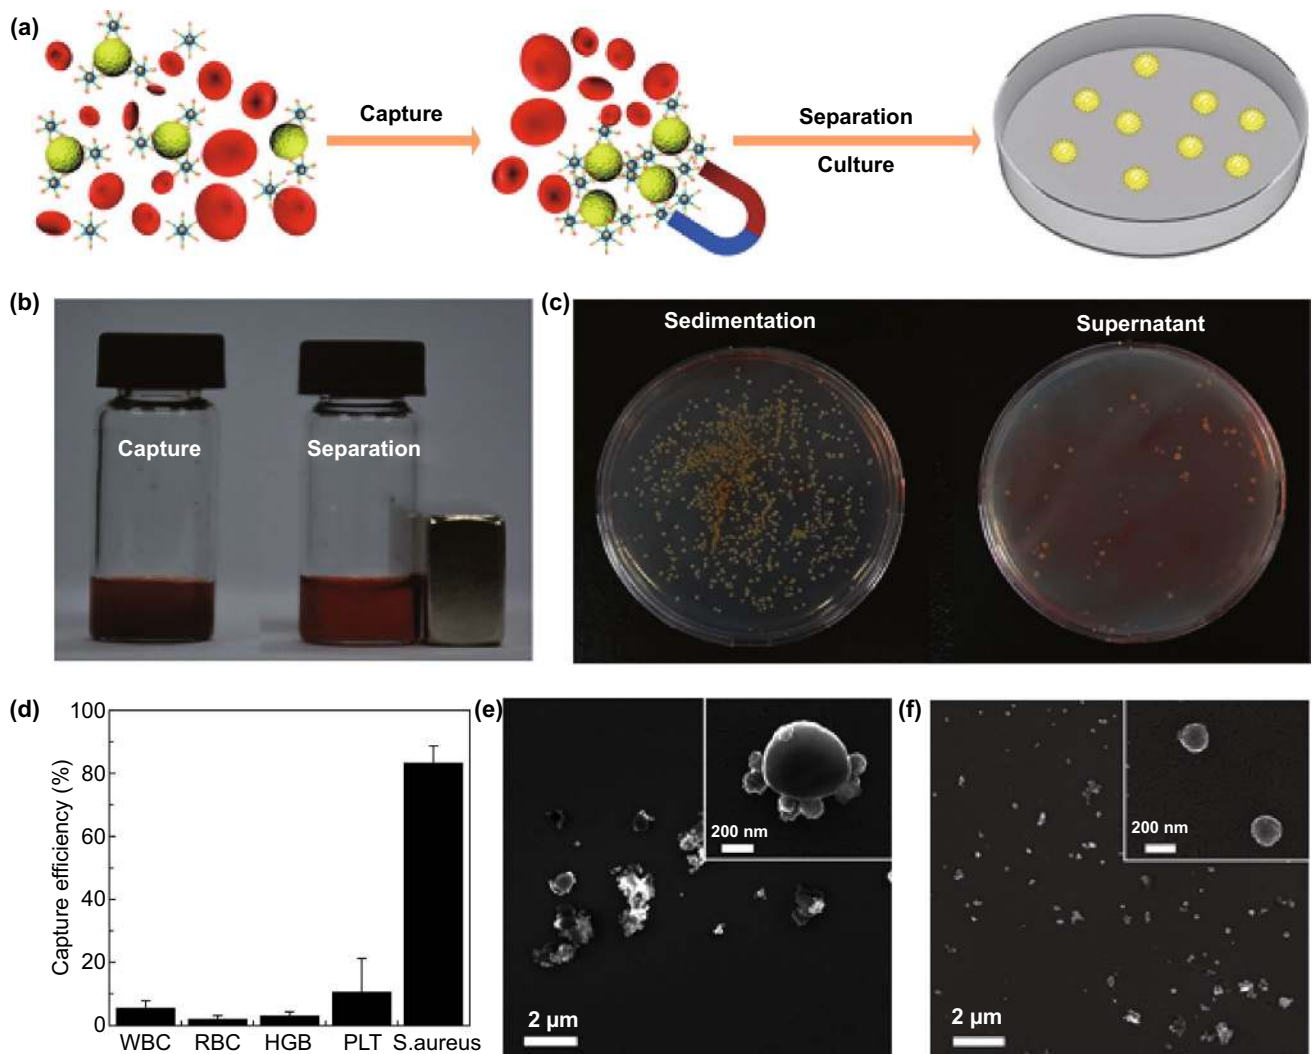 (a)
Capture
Separation
Culture
(b)
Capture
Separation
(c)
Sedimentation
Supernatant
(d)
100
80
60
40
20
0
Capture efficiency (%)
WBC RBC HGB PLT S.aureus
(e)
200 nm
2 μm
(f)
200 nm
2 μm